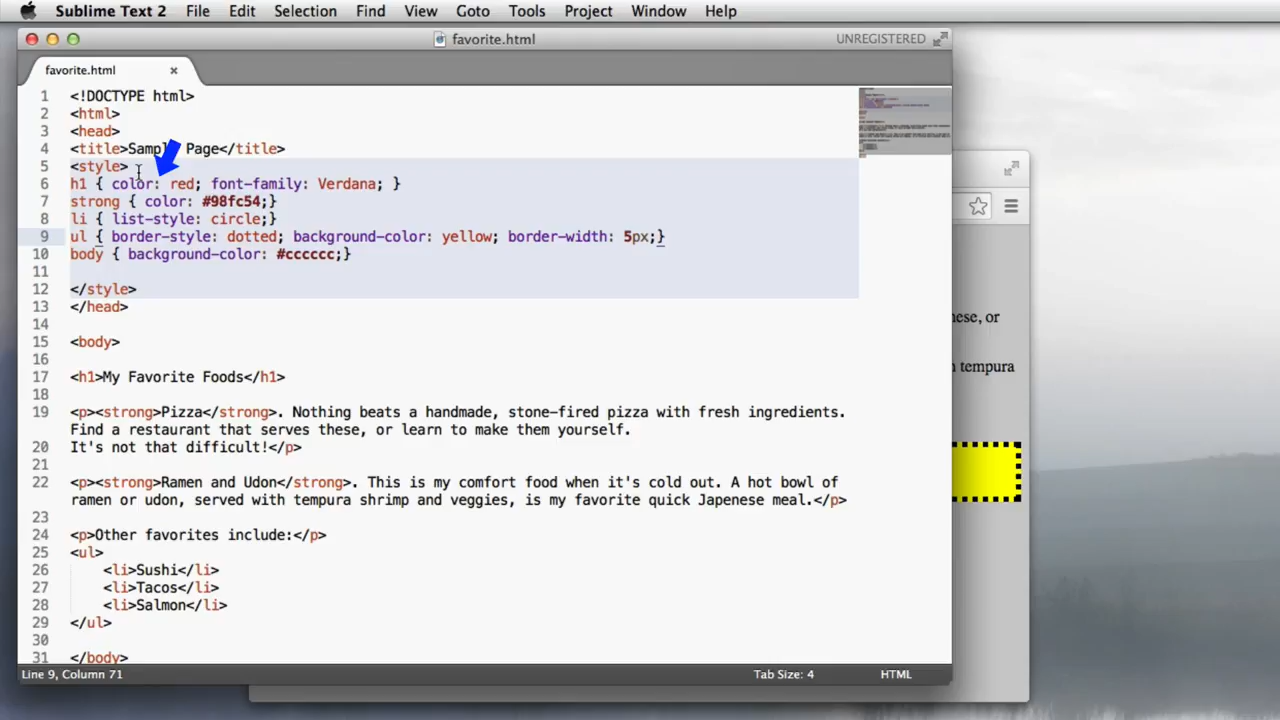 Sublime Text 2 File Edit Selection Find View Goto Tools Project Window Help
favorite.html UNREGISTERED
favorite.html ×
1 <!DOCTYPE html>
2 <html>
3 <head>
4 <title>Sample Page</title>
5 <style>
6 h1 { color: red; font-family: Verdana; }
7 strong { color: #98fc54;}
8 li { list-style: circle;}
9 ul { border-style: dotted; background-color: yellow; border-width: 5px;}
10 body { background-color: #cccccc;}
11
12 </style>
13 </head>
14
15 <body>
16
17 <h1>My Favorite Foods</h1>
18
19 <p><strong>Pizza</strong>. Nothing beats a handmade, stone-fired pizza with fresh ingredients.
Find a restaurant that serves these, or learn to make them yourself.
20 It's not that difficult!</p>
21
22 <p><strong>Ramen and Udon</strong>. This is my comfort food when it's cold out. A hot bowl of
ramen or udon, served with tempura shrimp and veggies, is my favorite quick Japenese meal.</p>
23
24 <p>Other favorites include:</p>
25 <ul>
26 <li>Sushi</li>
27 <li>Tacos</li>
28 <li>Salmon</li>
29 </ul>
30
31 </body>
Line 9, Column 71 Tab Size: 4 HTML
or
tempura